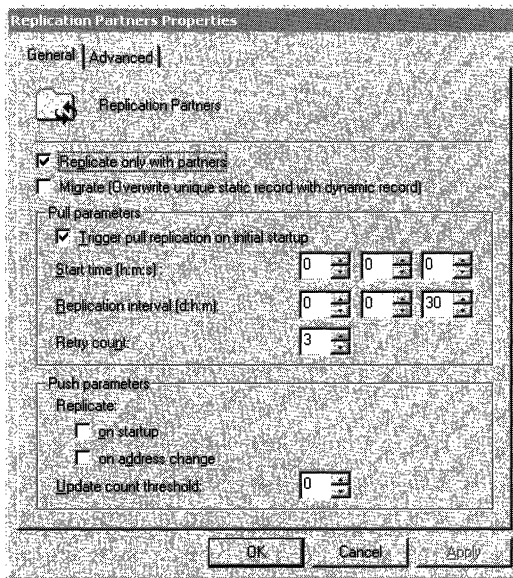 Replication Partners Properties
General Advanced
Replication Partners
Replicate only with partners
Migrate (Overwrite unique static record with dynamic record)
Pull parameters
Trigger pull replication on initial startup
Start time (h:m:s) 0 0 0
Replication interval (d:h:m): 0 0 30
Retry count: 3
Push parameters
Replicate:
on startup
on address change
Update count threshold: 0
OK Cancel Apply